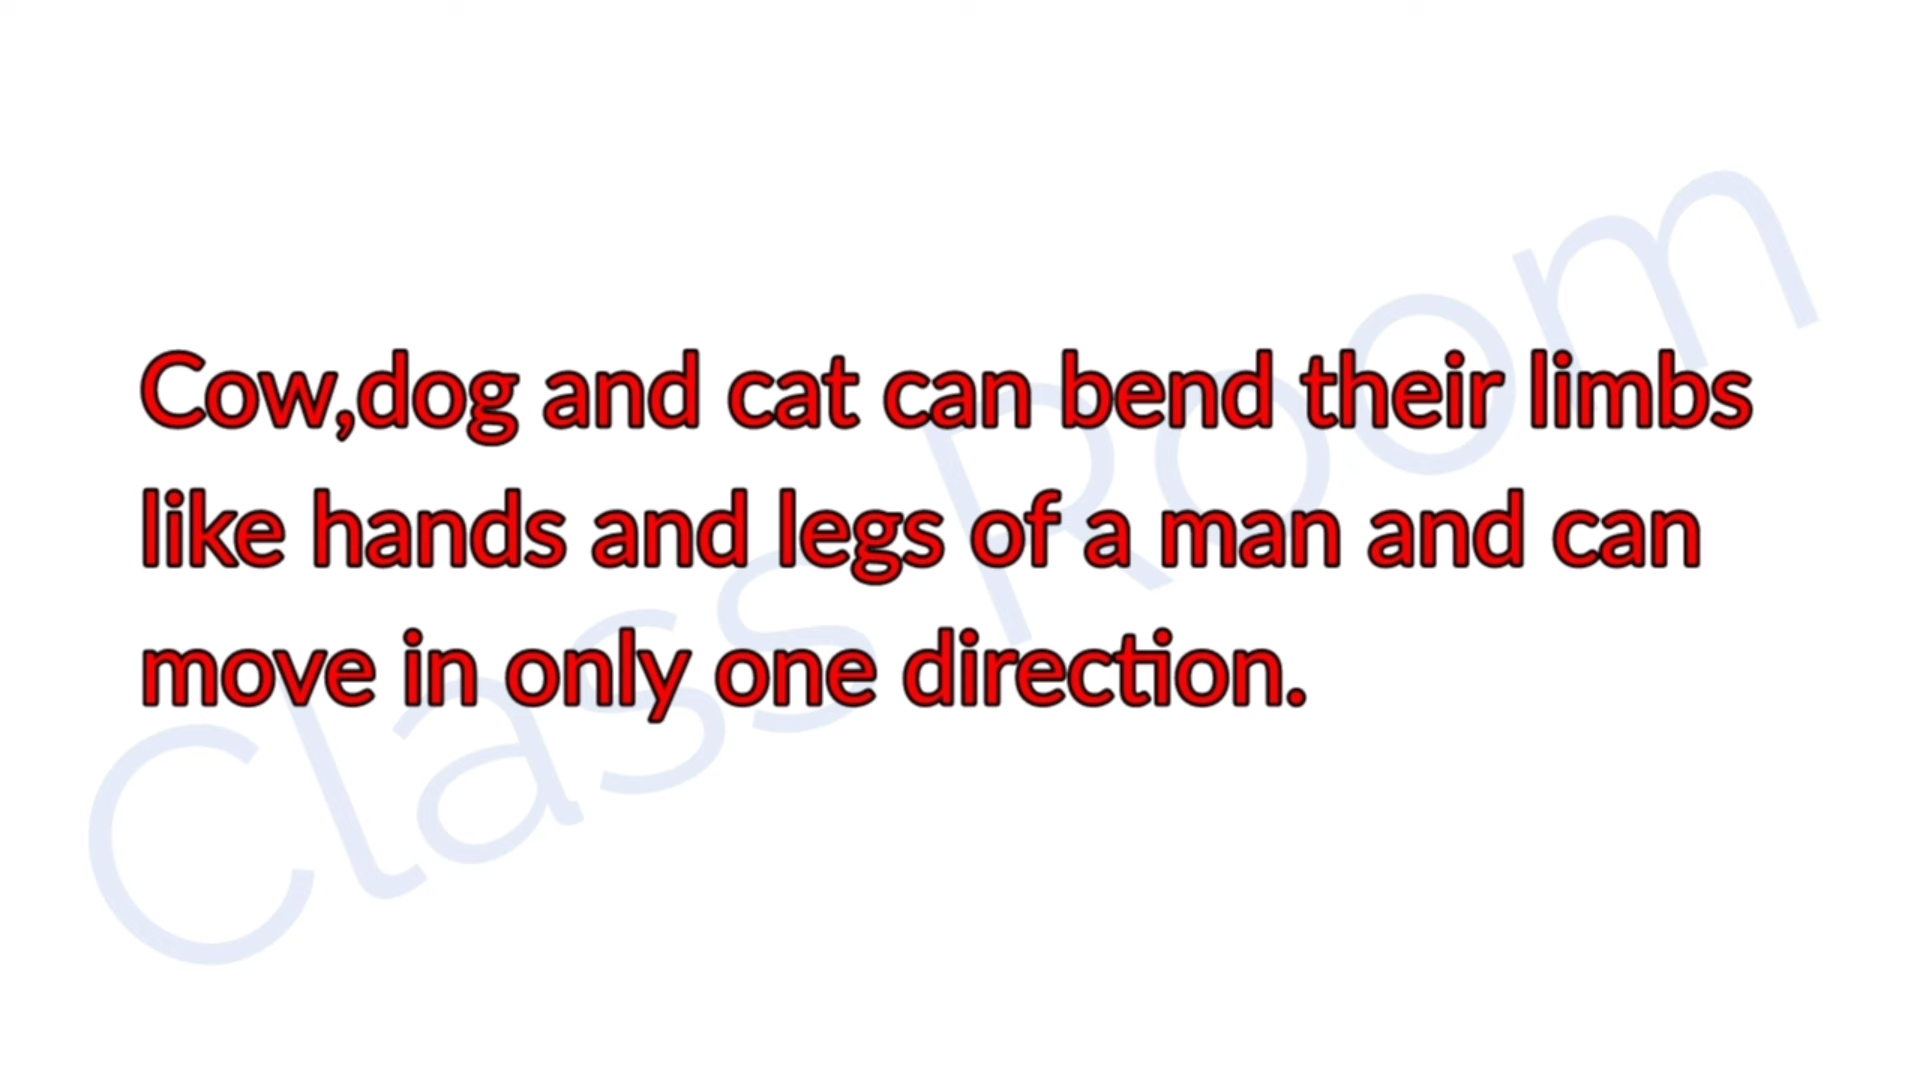 Cow,dog and cat can bend their limbs
like hands and legs of a man and can
move in only one direction.
Class Room